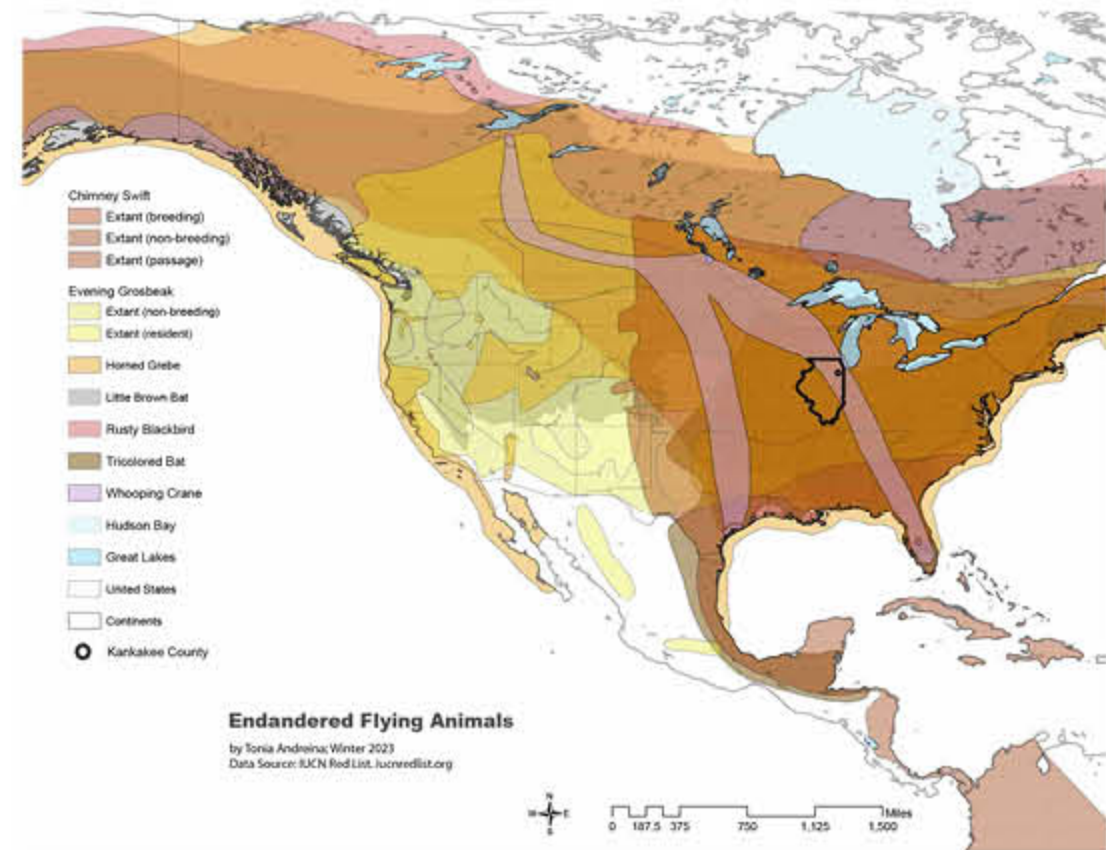 Chimney Swift
Extant (breeding)
Extant (non-breeding)
Extant (passage)
Evening Grosbeak
Extant (non-breeding)
Extant (resident)
Horned Grebe
Little Brown Bat
Rusty Blackbird
Tricolored Bat
Whooping Crane
Hudson Bay
Great Lakes
United States
Continents
Kankakee County
Endandered Flying Animals
by Tonia Andreina; Winter 2023
Data Source: IUCN Red List. iucnredlist.org
N
W E
S
Miles
0 187.5 375 750 1,125 1,500